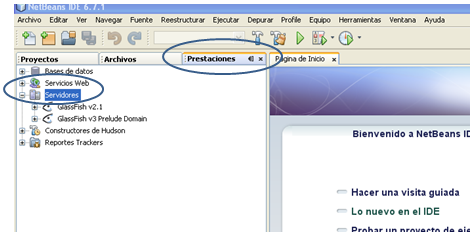 NetBeans IDE 6.7.1
Archivo Editar Ver Navegar Fuente Reestructurar Ejecutar Depurar Profile Equipo Herramientas Ventana Ayuda
Proyectos Archivos Prestaciones Página de Inicio
Bases de datos
Servicios Web
Servidores
GlassFish v2.1
GlassFish v3 Prelude Domain
Constructores de Hudson
Reportes Trackers
Bienvenido a NetBeans ID
Hacer una visita guiada
Lo nuevo en el IDE
Probar un proyecto de eje